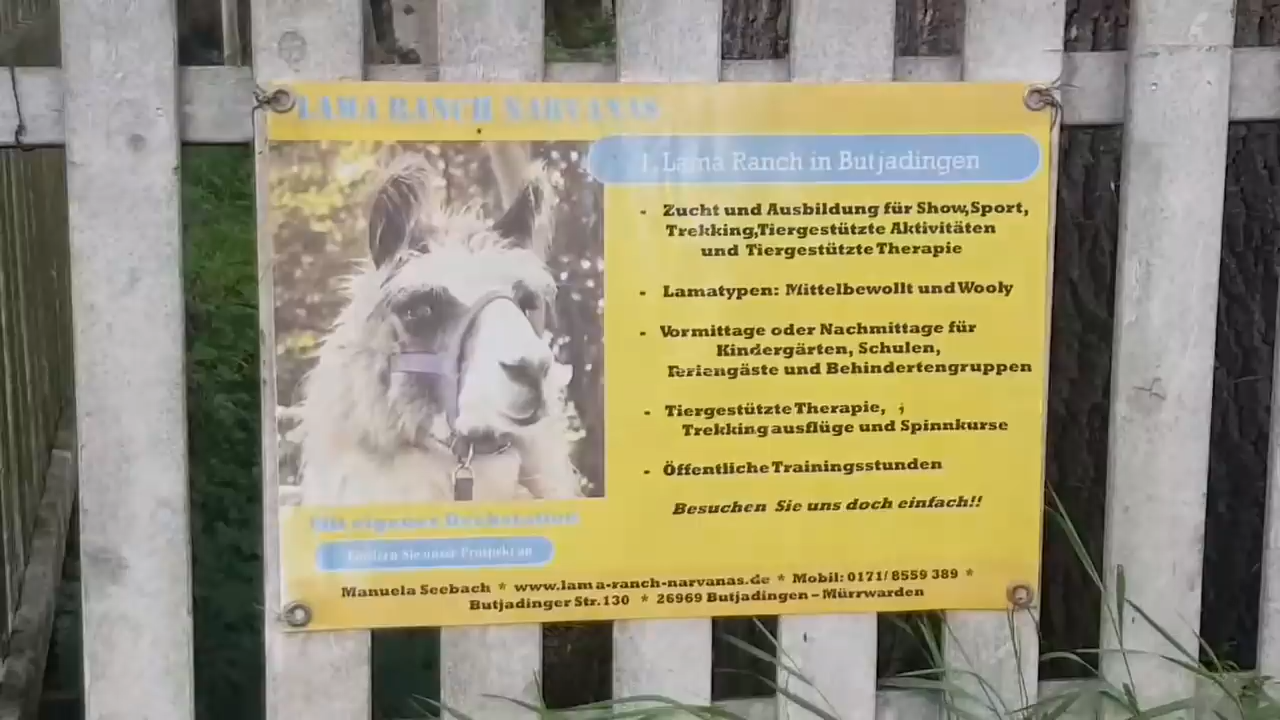 LAMA RANCH NARVANAS
1. Lama Ranch in Butjadingen
- Zucht und Ausbildung für Show,Sport,
Trekking,Tiergestützte Aktivitäten
und Tiergestützte Therapie
- Lamatypen: Mittelbewollt und Wooly
- Vormittage oder Nachmittage für
Kindergärten, Schulen,
Feriengäste und Behindertengruppen
- Tiergestützte Therapie, ;
Trekkingausflüge und Spinnkurse
- Öffentliche Trainingsstunden
Besuchen Sie uns doch einfach!!
Mit eigener Deckstation
Fordern Sie unser Prospekt an
Manuela Seebach * www.lama-ranch-narvanas.de * Mobil: 0171/8559 389 *
Butjadinger Str.130 * 26969 Butjadingen - Mürrwarden